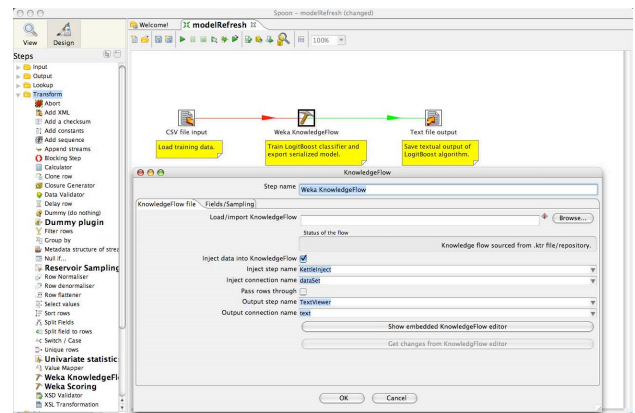 Spoon – modelRefresh (changed)
View
Design
Welcome!
modelRefresh
100%
Steps
Input
Output
Lookup
Transform
Abort
Add XML
Add a checksum
Add constants
Add sequence
Append streams
Blocking Step
Calculator
Clone row
Closure Generator
Data Validator
Delay row
Dummy (do nothing)
Dummy plugin
Filter rows
Group by
Metadata structure of strea
Null if...
Reservoir Sampling
Row Normaliser
Row denormaliser
Row flattener
Select values
Sort rows
Split Fields
Split field to rows
Switch / Case
Unique rows
Univariate statistic
Value Mapper
Weka KnowledgeFl
Weka Scoring
XSD Validator
XSL Transformation
CSV file input
Weka KnowledgeFlow
Text file output
Load training data.
Train LogitBoost classifier and
export serialized model.
Save textual output of
LogitBoost algorithm.
KnowledgeFlow
Step name Weka KnowledgeFlow
KnowledgeFlow file
Fields/Sampling
Load/import KnowledgeFlow
Browse...
Status of the flow
Knowledge flow sourced from .ktr file/repository.
Inject data into KnowledgeFlow
Inject step name KettleInject
Inject connection name dataSet
Pass rows through
Output step name TextViewer
Output connection name text
Show embedded KnowledgeFlow editor
Get changes from KnowledgFlow editor
OK
Cancel